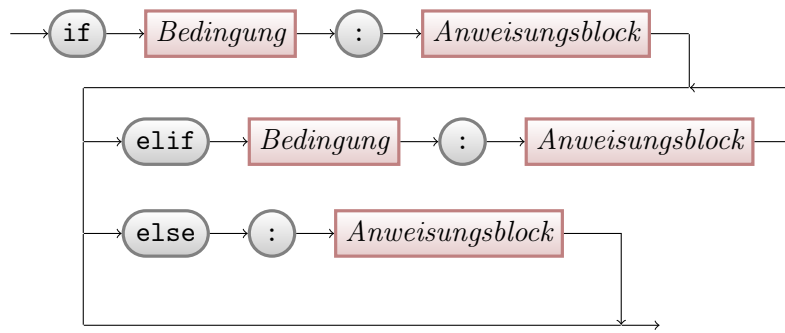 if Bedingung : Anweisungsblock
elif Bedingung : Anweisungsblock
else : Anweisungsblock